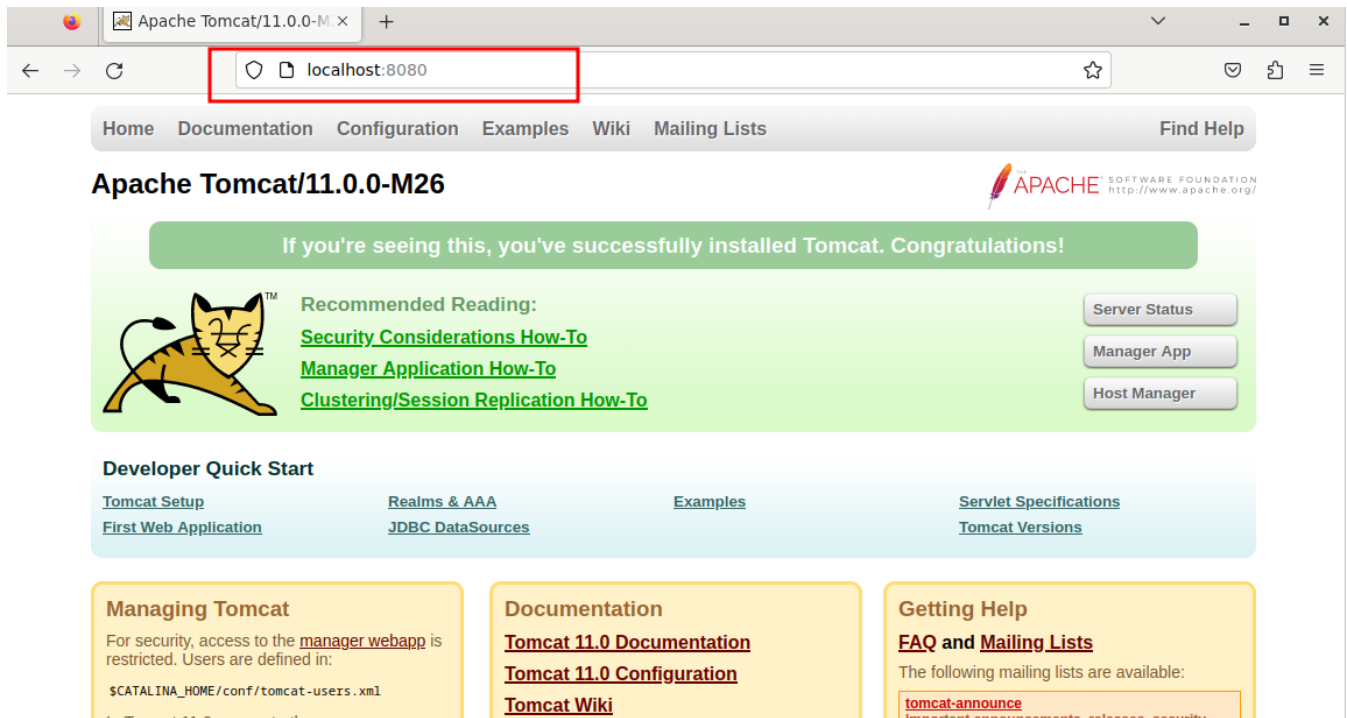 Apache Tomcat/11.0.0-M
localhost:8080
Home Documentation Configuration Examples Wiki Mailing Lists Find Help
Apache Tomcat/11.0.0-M26
THE
APACHE SOFTWARE FOUNDATION
http://www.apache.org/
If you're seeing this, you've successfully installed Tomcat. Congratulations!
TM
Recommended Reading:
Security Considerations How-To
Manager Application How-To
Clustering/Session Replication How-To
Server Status
Manager App
Host Manager
Developer Quick Start
Tomcat Setup
First Web Application
Realms & AAA
JDBC DataSources
Examples
Servlet Specifications
Tomcat Versions
Managing Tomcat
For security, access to the manager webapp is
restricted. Users are defined in:
$CATALINA_HOME/conf/tomcat-users.xml
Documentation
Tomcat 11.0 Documentation
Tomcat 11.0 Configuration
Tomcat Wiki
Getting Help
FAQ and Mailing Lists
The following mailing lists are available:
tomcat-announce
Important announcements, releases, security